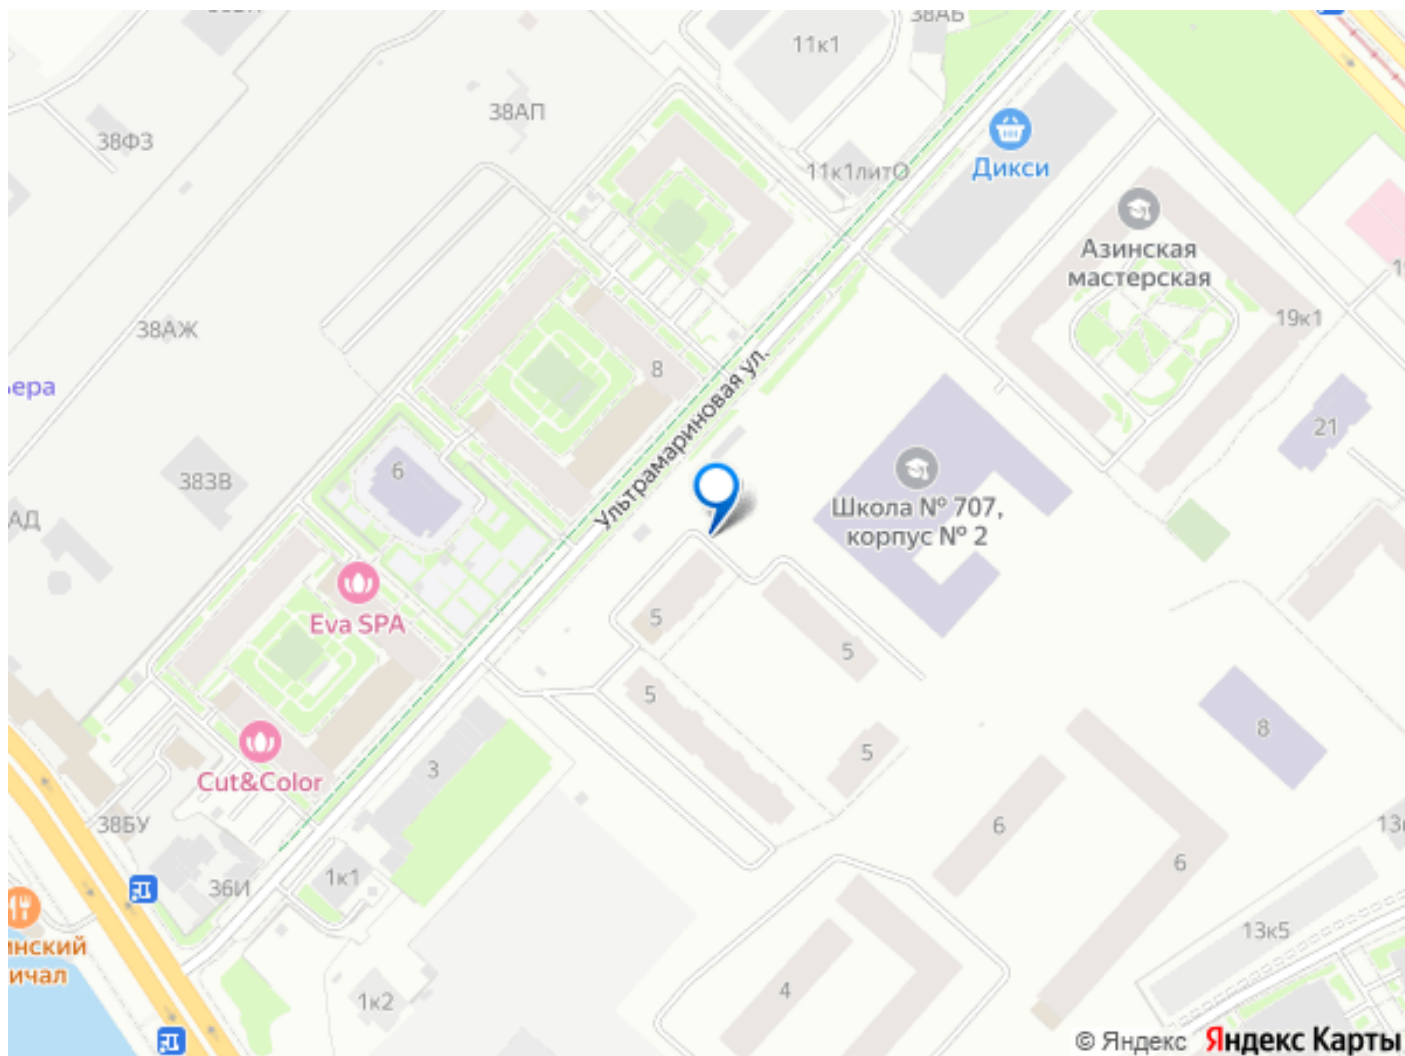 38АБ
11к1
38АП
38ФЗ
11к1литО
Дикси
Азинская
мастерская
19к1
38АЖ
8
Ультрамариновая ул.
21
38ЗВ
6
Школа № 707,
корпус № 2
Eva SPA
5
5
5
5
8
Cut&Color
3
38БУ
6
6
36И
1к1
13к5
4
1к2
© Яндекс Яндекс Карты